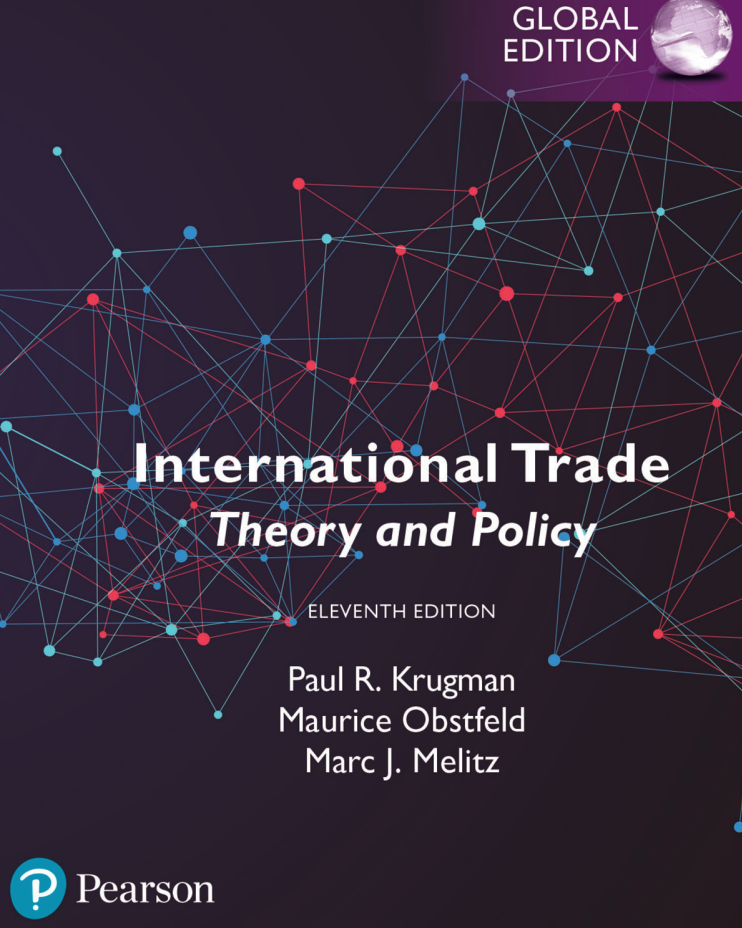 GLOBAL
EDITION
International Trade
Theory and Policy
ELEVENTH EDITION
Paul R. Krugman
Maurice Obstfeld
Marc J. Melitz
Pearson